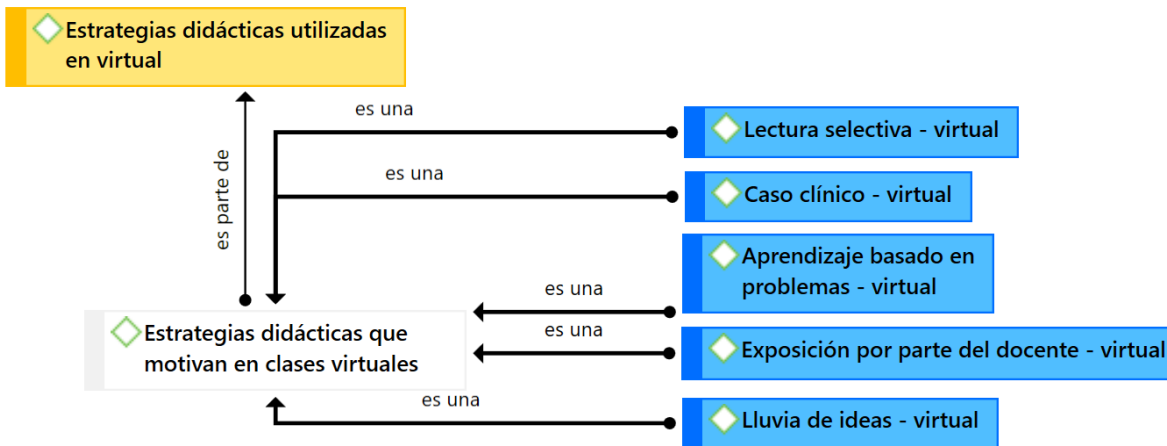 Estrategias didácticas utilizadas
en virtual
es una
Lectura selectiva - virtual
es una
Caso clínico - virtual
es parte de
Aprendizaje basado en
problemas - virtual
es una
Estrategias didácticas que
motivan en clases virtuales
es una
Exposición por parte del docente - virtual
es una
Lluvia de ideas - virtual